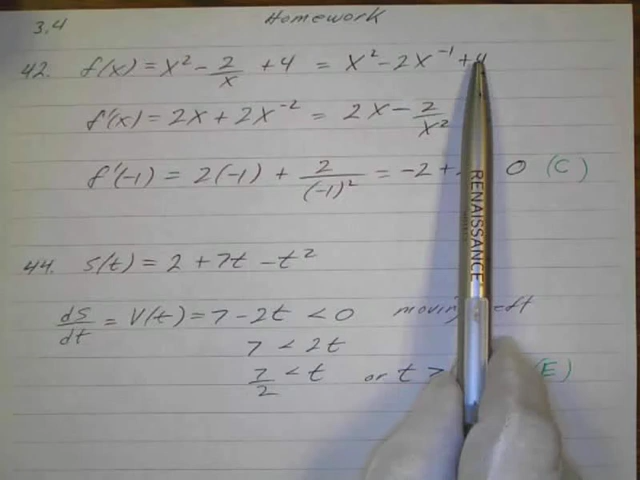 3,4 Homework
42. f(x) = x² - 2/x + 4 = x² - 2x⁻¹ + 4
f'(x) = 2x + 2x⁻² = 2x - 2/x²
f'(-1) = 2(-1) + 2/(-1)² = -2 + 0 (C)
44. s(t) = 2 + 7t - t²
ds/dt = v(t) = 7 - 2t < 0
7 < 2t
7/2 < t or t > (E)
RENAISSANCE